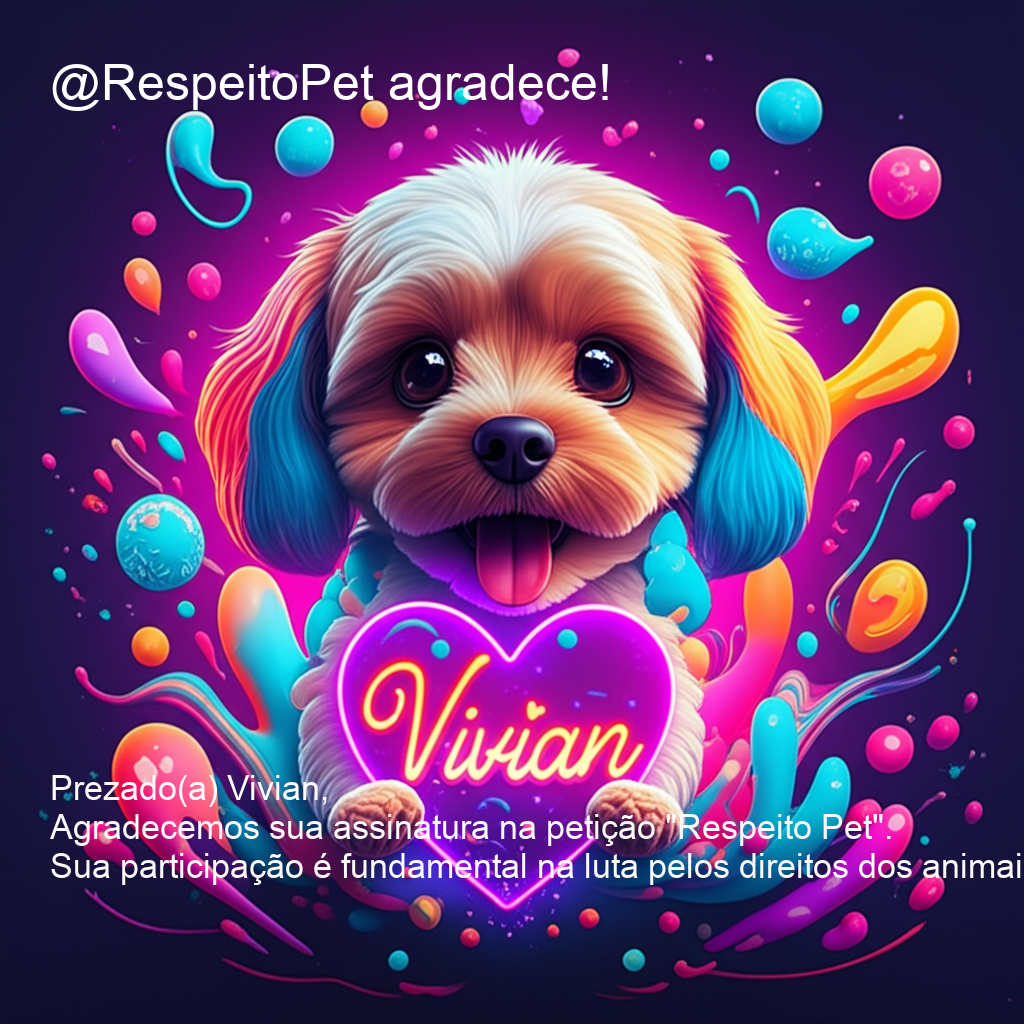 @RespeitoPet agradece!
Vivian
Prezado(a) Vivian,
Agradecemos sua assinatura na petição "Respeito Pet".
Sua participação é fundamental na luta pelos direitos dos animai